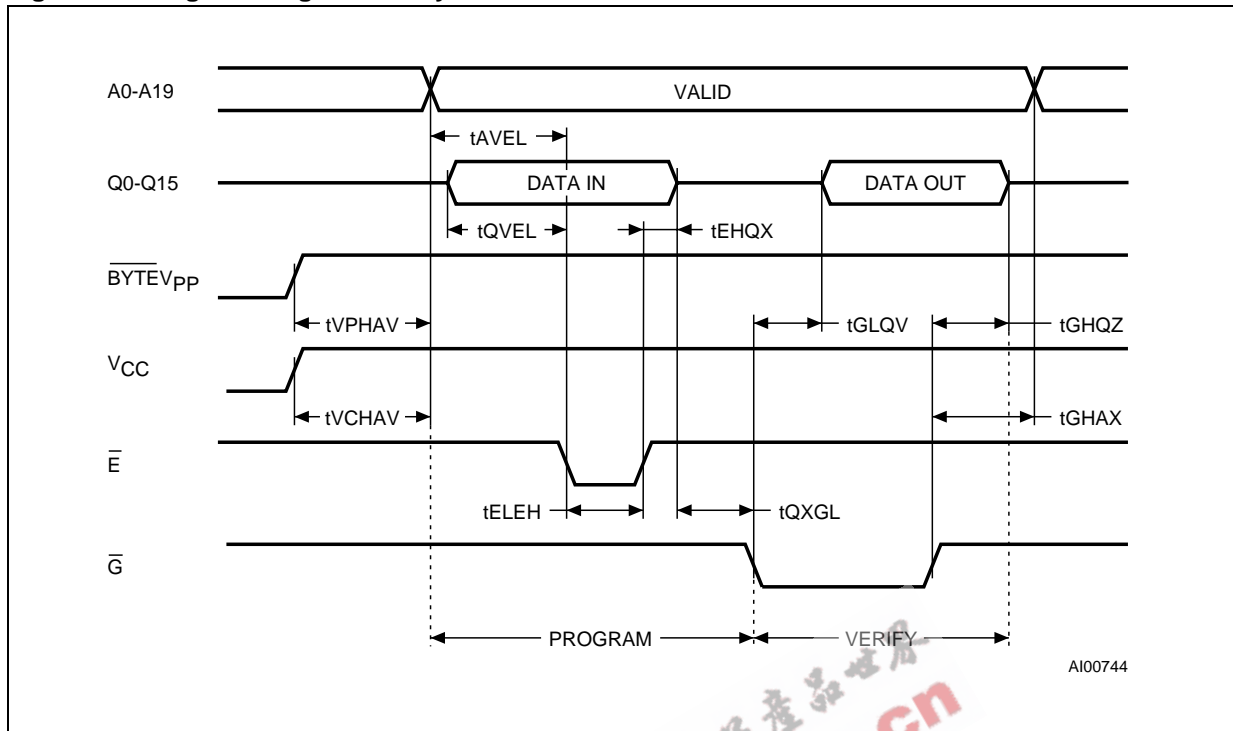 A0-A19
VALID
tAVEL
Q0-Q15
DATA IN
DATA OUT
tQVEL
tEHQX
BYTEVPP
tVPHAV
tGLQV
tGHQZ
VCC
tVCHAV
tGHAX
E
tELEH
tQXGL
G
PROGRAM
VERIFY
AI00744